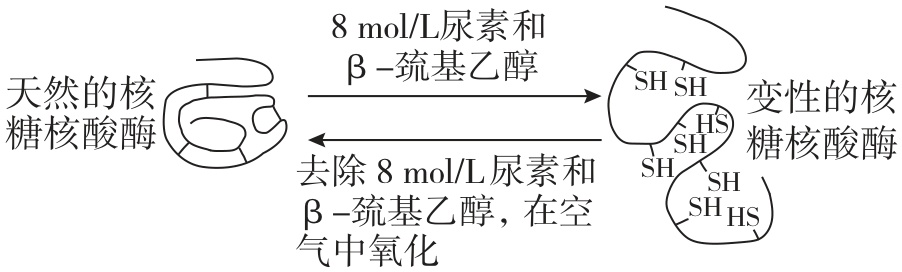 8 mol/L尿素和
β-巯基乙醇
天然的核
糖核酸酶
变性的核
糖核酸酶
去除 8 mol/L 尿素和
β-巯基乙醇，在空
气中氧化
SH
SH
HS
SH
SH
SH
SH
HS